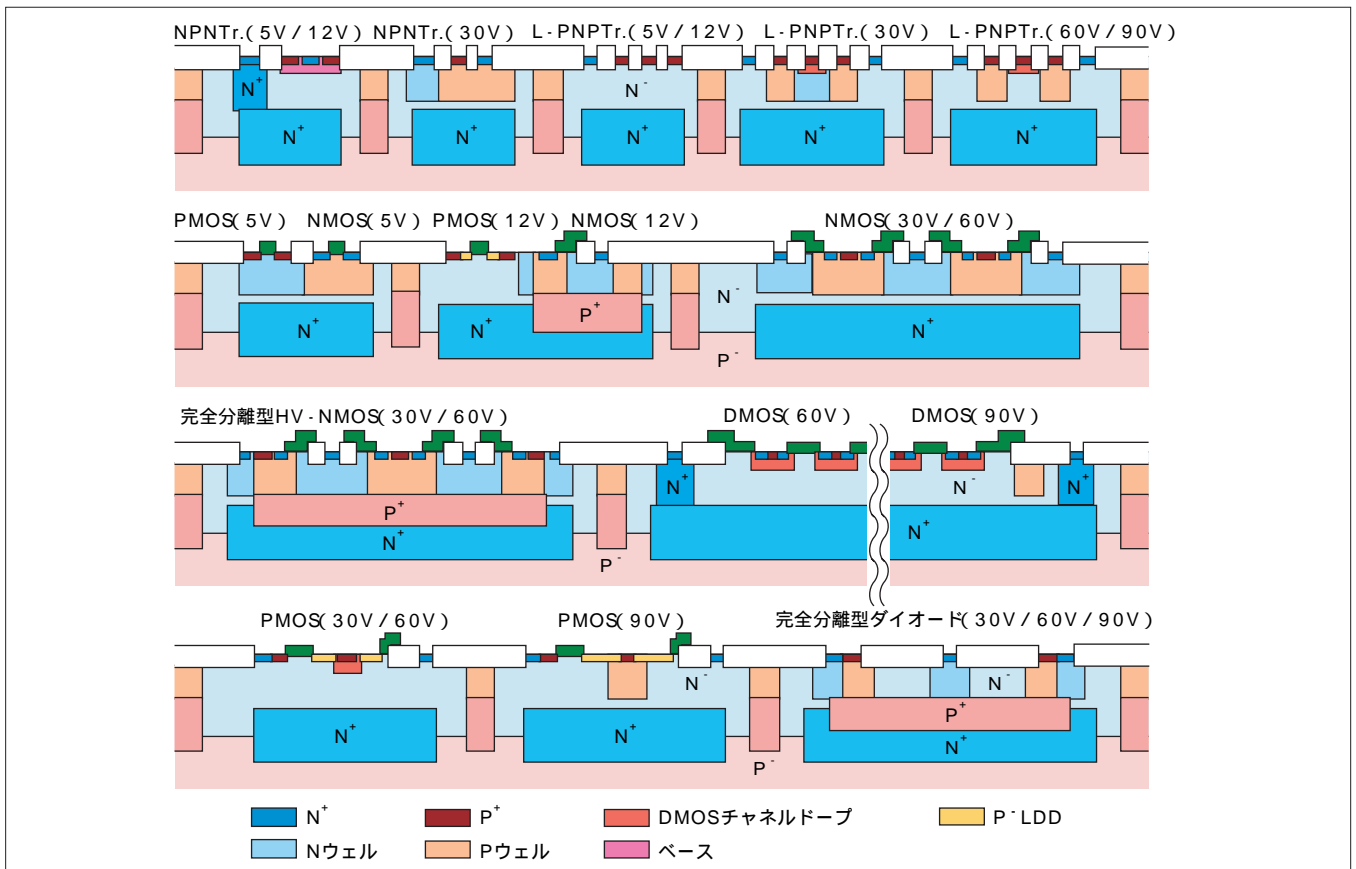 NPNTr.(5V/12V) NPNTr.(30V) L-PNPTr.(5V/12V) L-PNPTr.(30V) L-PNPTr.(60V/90V)
N+
N-
N+ N+ N+ N+ N+
PMOS(5V) NMOS(5V) PMOS(12V) NMOS(12V) NMOS(30V/60V)
N-
P+
N+ N+ N+
P-
完全分離型HV-NMOS(30V/60V) DMOS(60V) DMOS(90V)
N+ N- N+
P+
N+ N+
P-
PMOS(30V/60V) PMOS(90V) 完全分離型ダイオード(30V/60V/90V)
N- N-
P+
N+ N+ N+
P-
N+ P+ DMOSチャネルドープ P-LDD
Nウェル Pウェル ベース